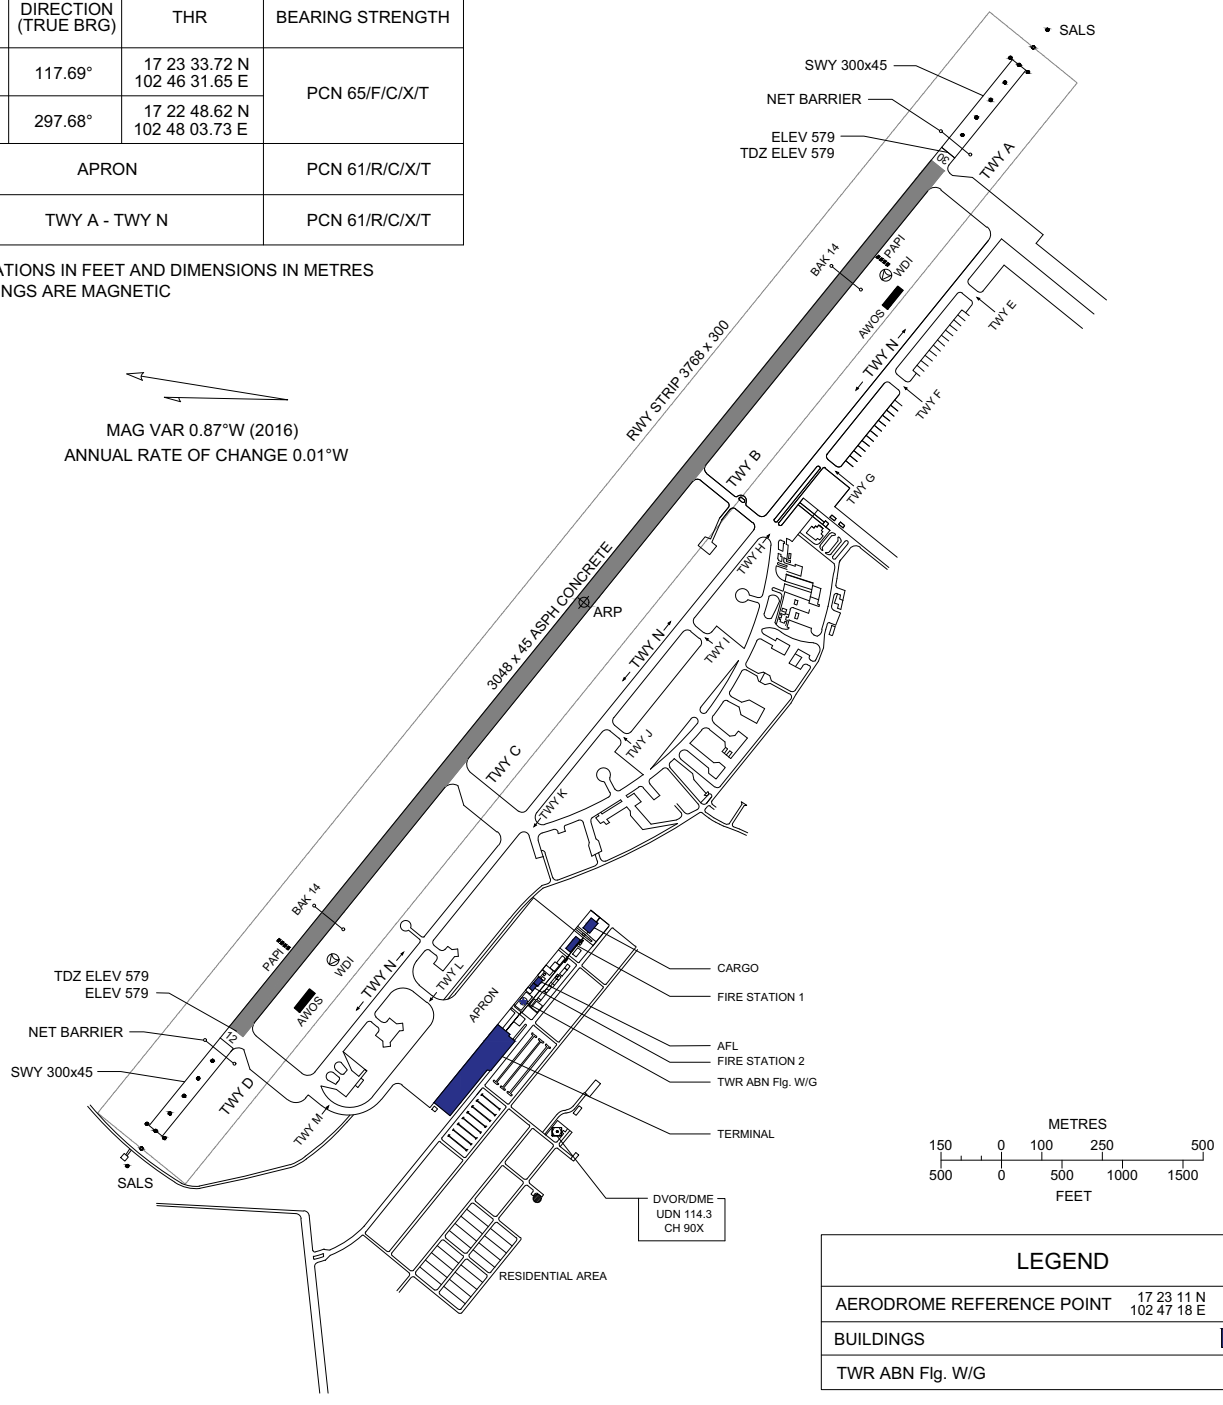 DIRECTION
(TRUE BRG)
THR
BEARING STRENGTH
117.69°
17 23 33.72 N
102 46 31.65 E
PCN 65/F/C/X/T
297.68°
17 22 48.62 N
102 48 03.73 E
APRON
PCN 61/R/C/X/T
TWY A - TWY N
PCN 61/R/C/X/T
ATIONS IN FEET AND DIMENSIONS IN METRES
NGS ARE MAGNETIC
MAG VAR 0.87°W (2016)
ANNUAL RATE OF CHANGE 0.01°W
SALS
SWY 300x45
NET BARRIER
ELEV 579
TDZ ELEV 579
30
TWY A
BAK 14
PAPI
WDI
AWOS
TWY N
TWY E
TWY F
TWY G
RWY STRIP 3768 x 300
TWY B
TWY H
3048 x 45 ASPH CONCRETE
ARP
TWY N
TWY I
TWY J
TWY C
TWY K
BAK 14
PAPI
WDI
AWOS
TWY N
TWY L
TDZ ELEV 579
ELEV 579
12
NET BARRIER
SWY 300x45
TWY D
TWY M
SALS
APRON
CARGO
FIRE STATION 1
AFL
FIRE STATION 2
TWR ABN Flg. W/G
TERMINAL
DVOR/DME
UDN 114.3
CH 90X
RESIDENTIAL AREA
METRES
150 0 100 250 500
500 0 500 1000 1500
FEET
LEGEND
AERODROME REFERENCE POINT 17 23 11 N
102 47 18 E
BUILDINGS
TWR ABN Flg. W/G